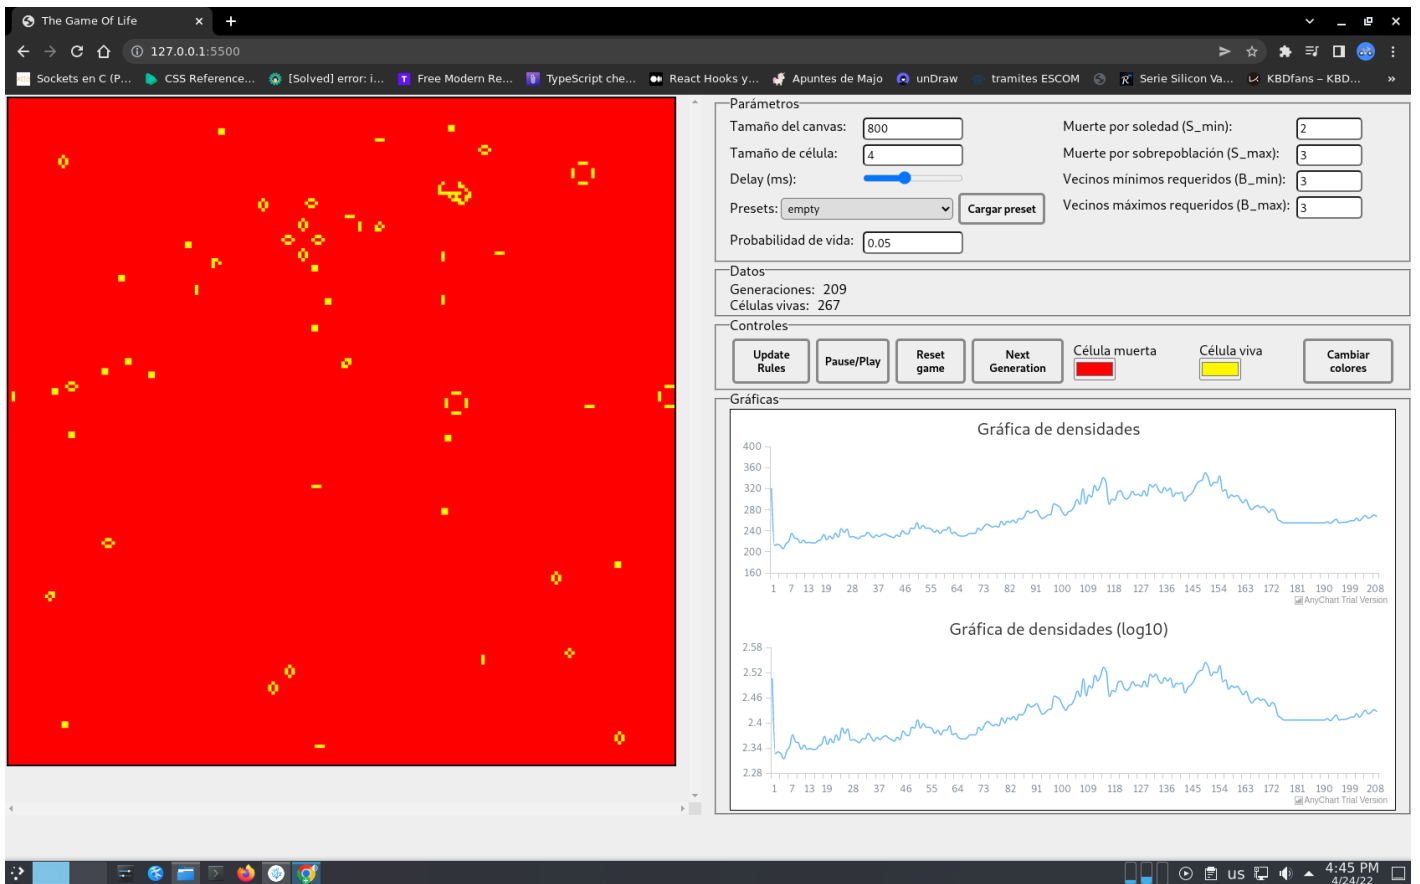 The Game Of Life
127.0.0.1:5500
Sockets en C (P... CSS Reference... [Solved] error: i... Free Modern Re... TypeScript che... React Hooks y... Apuntes de Majo unDraw tramites ESCOM Serie Silicon Va... KBDfans – KBD... »
Parámetros
Tamaño del canvas: 800
Tamaño de célula: 4
Delay (ms):
Presets: empty Cargar preset
Probabilidad de vida: 0.05
Muerte por soledad (S_min): 2
Muerte por sobrepoblación (S_max): 3
Vecinos mínimos requeridos (B_min): 3
Vecinos máximos requeridos (B_max): 3
Datos
Generaciones: 209
Células vivas: 267
Controles
Update Rules
Pause/Play
Reset game
Next Generation
Célula muerta
Célula viva
Cambiar colores
Gráficas
Gráfica de densidades
400
360
320
280
240
200
160
1 7 13 19 28 37 46 55 64 73 82 91 100 109 118 127 136 145 154 163 172 181 190 199 208
AnyChart Trial Version
Gráfica de densidades (log10)
2.58
2.52
2.46
2.4
2.34
2.28
1 7 13 19 28 37 46 55 64 73 82 91 100 109 118 127 136 145 154 163 172 181 190 199 208
AnyChart Trial Version
us
4:45 PM
4/24/22